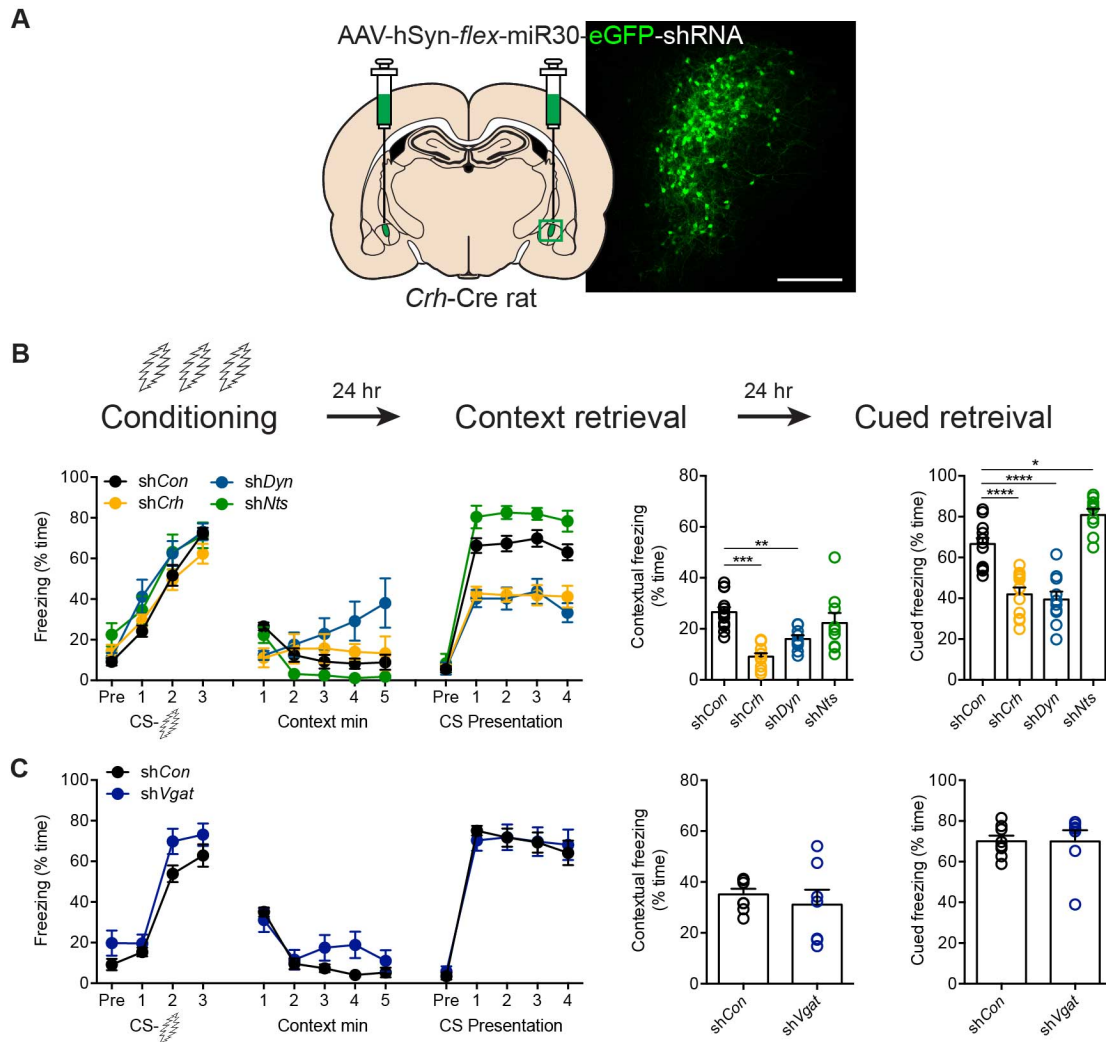 A
AAV-hSyn-flex-miR30-eGFP-shRNA
Crh-Cre rat
B
Conditioning
24 hr
Context retrieval
24 hr
Cued retreival
shCon
shDyn
shCrh
shNts
Freezing (% time)
100
80
60
40
20
0
Pre 1 2 3
CS-
1 2 3 4 5
Context min
Pre 1 2 3 4
CS Presentation
Contextual freezing
(% time)
80
60
40
20
0
***
**
shCon
shCrh
shDyn
shNts
Cued freezing (% time)
100
80
60
40
20
0
*
****
****
shCon
shCrh
shDyn
shNts
C
shCon
shVgat
Freezing (% time)
100
80
60
40
20
0
Pre 1 2 3
CS-
1 2 3 4 5
Context min
Pre 1 2 3 4
CS Presentation
Contextual freezing
(% time)
80
60
40
20
0
shCon
shVgat
Cued freezing (% time)
100
80
60
40
20
0
shCon
shVgat